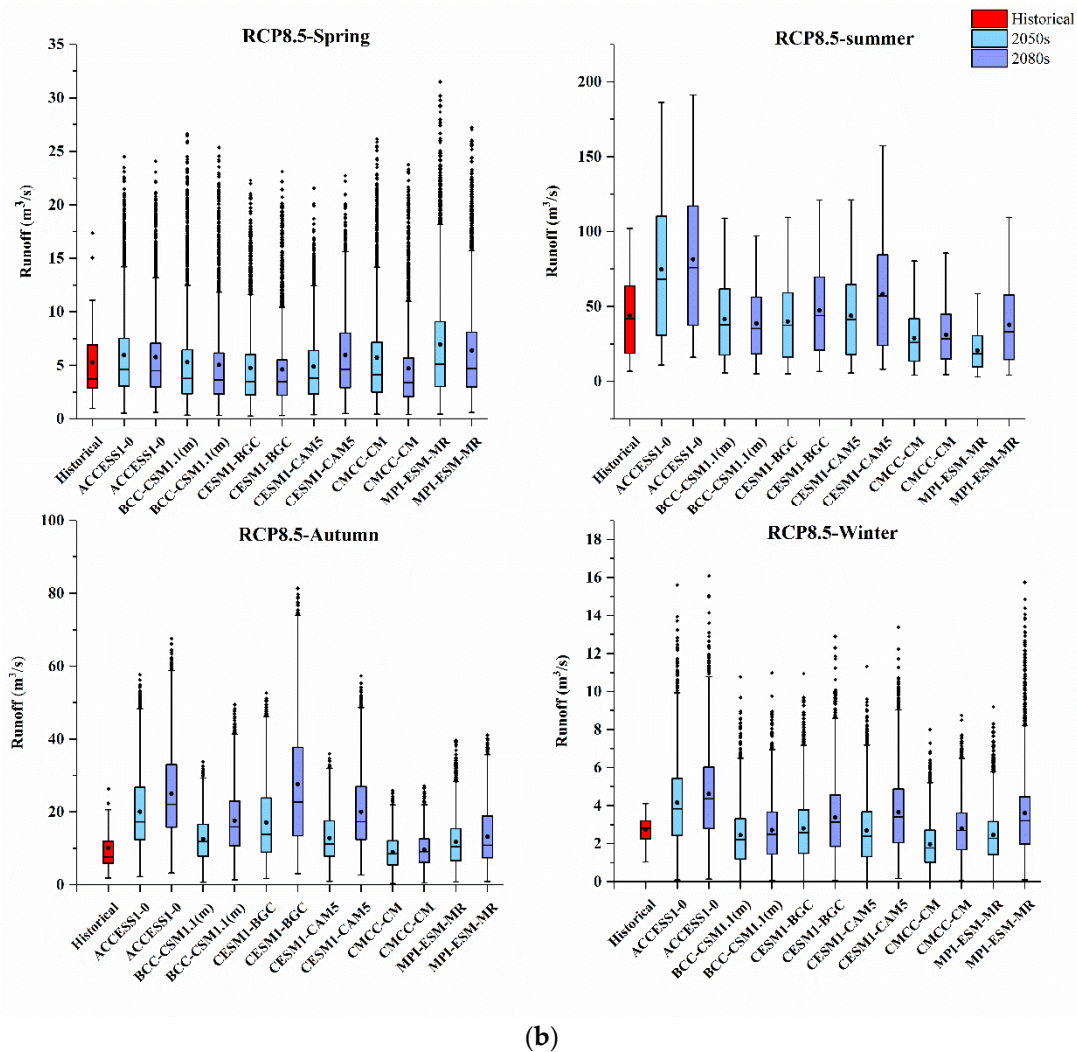 Historical
2050s
2080s
RCP8.5-Spring
35
30
25
20
15
10
5
0
Runoff (m³/s)
Historical
ACCESS1-0
ACCESS1-0
BCC-CSM1.1(m)
BCC-CSM1.1(m)
CESM1-BGC
CESM1-BGC
CESM1-CAM5
CESM1-CAM5
CMCC-CM
CMCC-CM
MPI-ESM-MR
MPI-ESM-MR
RCP8.5-summer
200
150
100
50
0
Runoff (m³/s)
Historical
ACCESS1-0
ACCESS1-0
BCC-CSM1.1(m)
BCC-CSM1.1(m)
CESM1-BGC
CESM1-BGC
CESM1-CAM5
CESM1-CAM5
CMCC-CM
CMCC-CM
MPI-ESM-MR
MPI-ESM-MR
RCP8.5-Autumn
100
80
60
40
20
0
Runoff (m³/s)
Historical
ACCESS1-0
ACCESS1-0
BCC-CSM1.1(m)
BCC-CSM1.1(m)
CESM1-BGC
CESM1-BGC
CESM1-CAM5
CESM1-CAM5
CMCC-CM
CMCC-CM
MPI-ESM-MR
MPI-ESM-MR
RCP8.5-Winter
18
16
14
12
10
8
6
4
2
0
Runoff (m³/s)
Historical
ACCESS1-0
ACCESS1-0
BCC-CSM1.1(m)
BCC-CSM1.1(m)
CESM1-BGC
CESM1-BGC
CESM1-CAM5
CESM1-CAM5
CMCC-CM
CMCC-CM
MPI-ESM-MR
MPI-ESM-MR
(b)